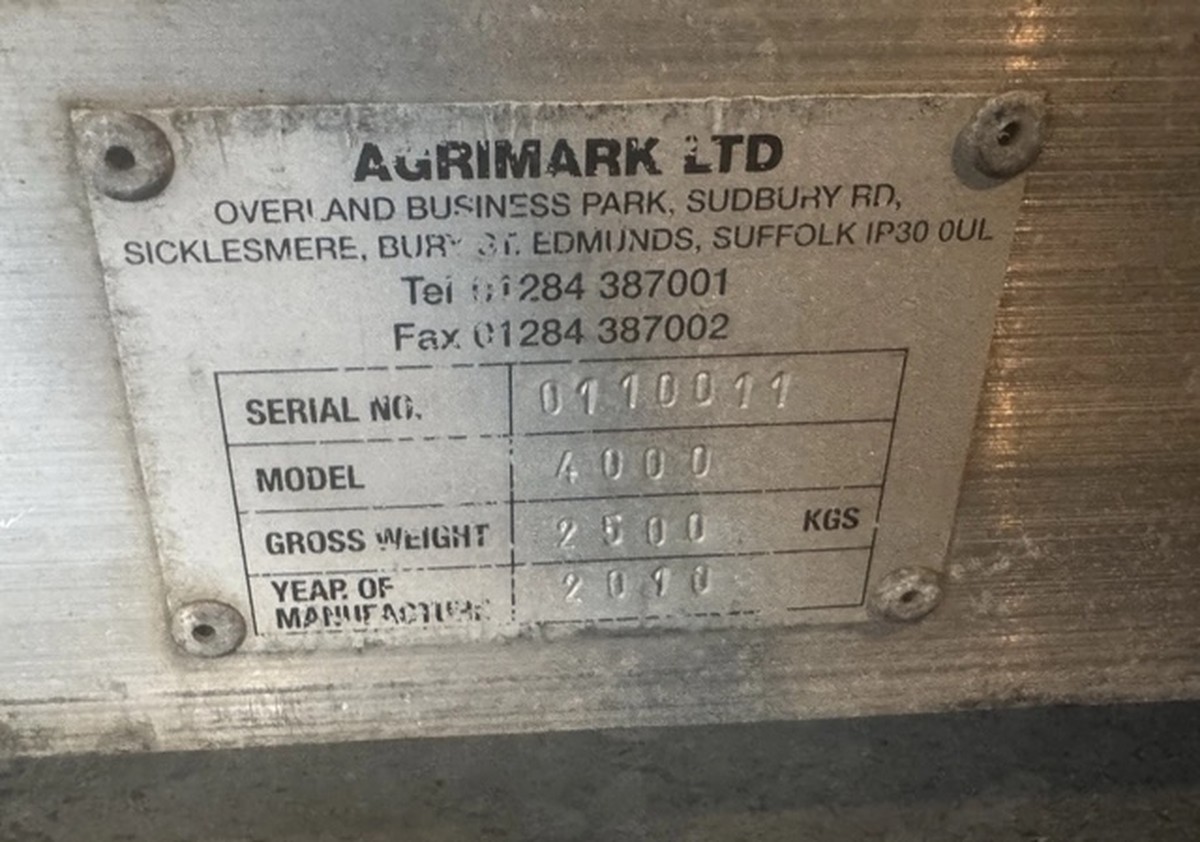 AGRIMARK LTD
OVERLAND BUSINESS PARK, SUDBURY RD,
SICKLESMERE, BURY ST. EDMUNDS, SUFFOLK IP30 0UL
Tel 01284 387001
Fax 01284 387002
SERIAL NO. 0110011
MODEL 4000
GROSS WEIGHT 2500 KGS
YEAR OF MANUFACTURE 2010